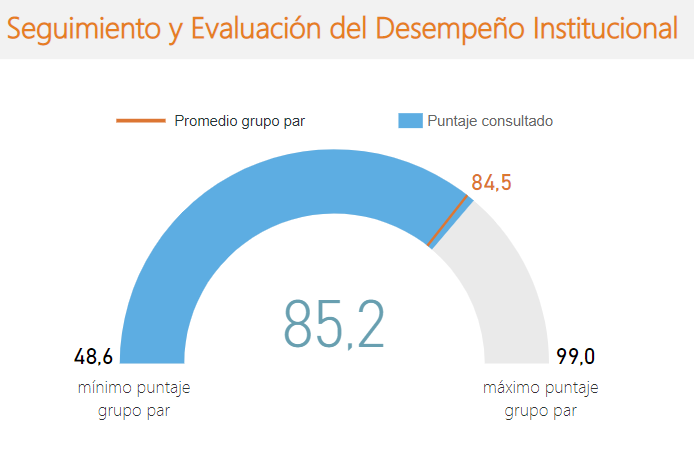 Seguimiento y Evaluación del Desempeño Institucional
Promedio grupo par
Puntaje consultado
84,5
85,2
48,6
mínimo puntaje
grupo par
99,0
máximo puntaje
grupo par